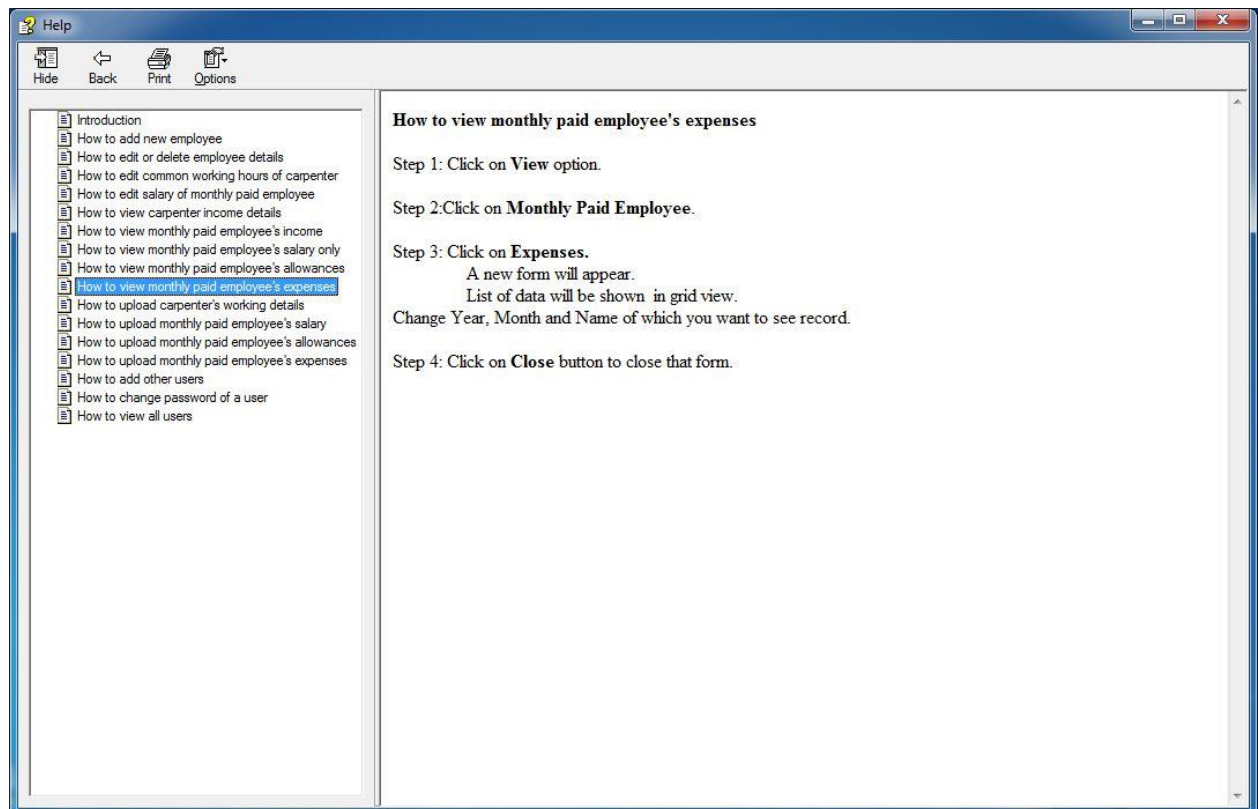 Help
Hide Back Print Options
Introduction
How to add new employee
How to edit or delete employee details
How to edit common working hours of carpenter
How to edit salary of monthly paid employee
How to view carpenter income details
How to view monthly paid employee's income
How to view monthly paid employee's salary only
How to view monthly paid employee's allowances
How to view monthly paid employee's expenses
How to upload carpenter's working details
How to upload monthly paid employee's salary
How to upload monthly paid employee's allowances
How to upload monthly paid employee's expenses
How to add other users
How to change password of a user
How to view all users
How to view monthly paid employee's expenses
Step 1: Click on View option.
Step 2:Click on Monthly Paid Employee.
Step 3: Click on Expenses.
A new form will appear.
List of data will be shown in grid view.
Change Year, Month and Name of which you want to see record.
Step 4: Click on Close button to close that form.